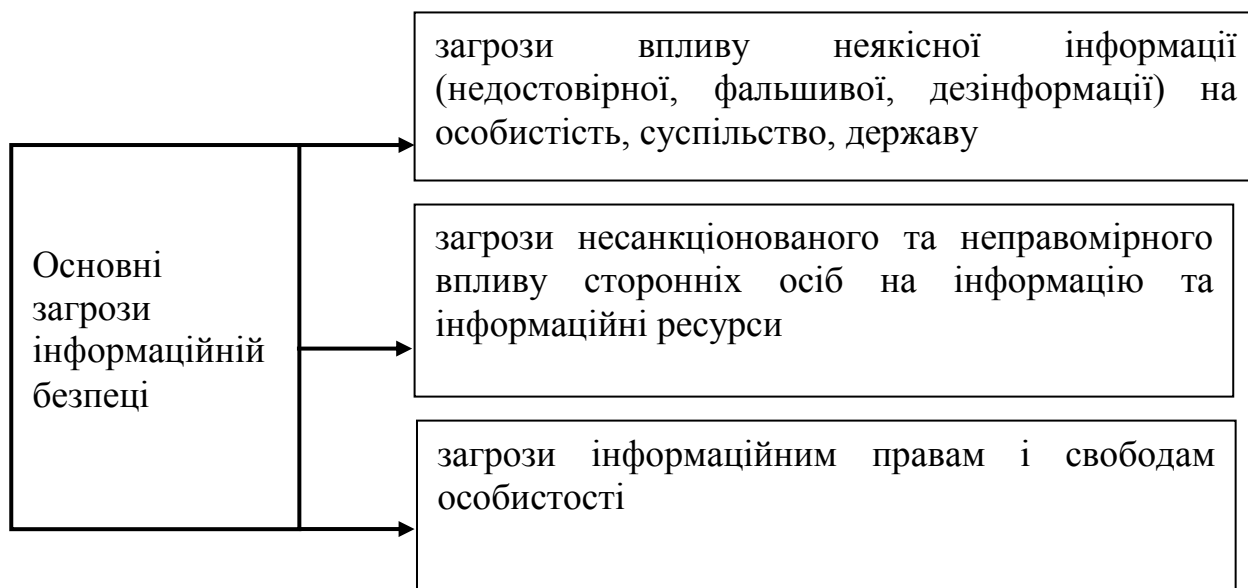 загрози впливу неякісної інформації
(недостовірної, фальшивої, дезінформації) на
особистість, суспільство, державу
Основні
загрози
інформаційній
безпеці
загрози несанкціонованого та неправомірного
впливу сторонніх осіб на інформацію та
інформаційні ресурси
загрози інформаційним правам і свободам
особистості